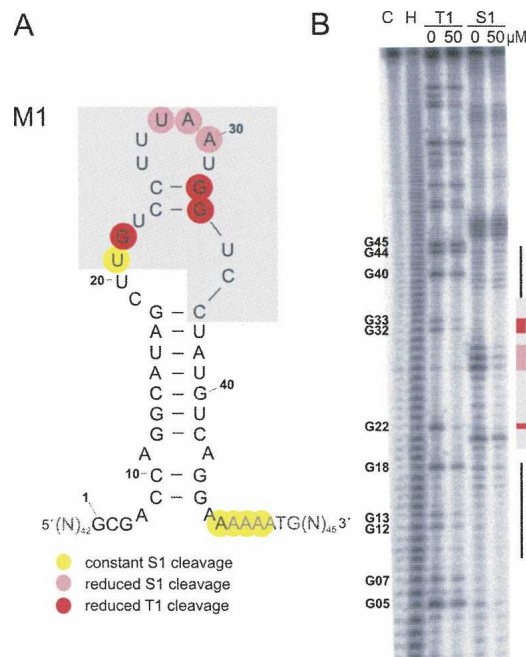 A
B
M1
C H T1 S1
0 50 0 50 µM
U A A 30
U U
U
C – G
C – G
G U U
U C
20 U
C
G – C
A – U
U – A
A – U
C – G
G – U 40
G – C
A A
10 C – G
C – G
1 A A
5´(N)42GCG
AAAAATG(N)45 3´
constant S1 cleavage
reduced S1 cleavage
reduced T1 cleavage
G45
G44
G40
G33
G32
G22
G18
G13
G12
G07
G05